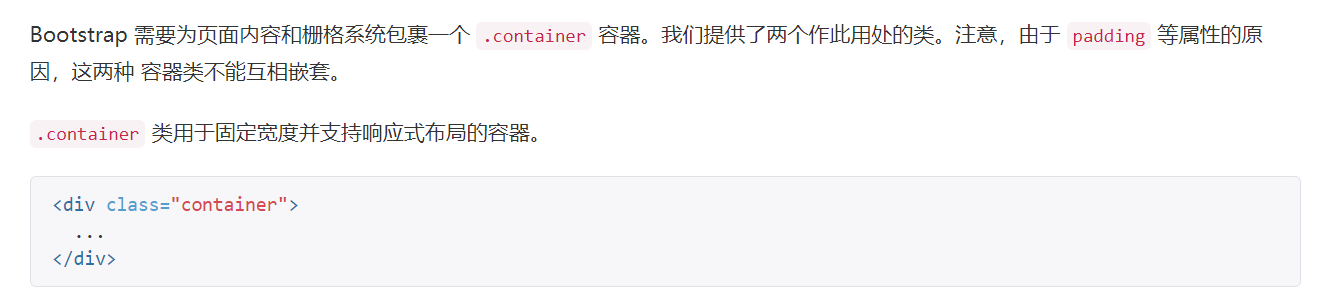 Bootstrap 需要为页面内容和栅格系统包裹一个 .container 容器。我们提供了两个作此用处的类。注意，由于 padding 等属性的原
因，这两种 容器类不能互相嵌套。
.container 类用于固定宽度并支持响应式布局的容器。
<div class="container">
  ...
</div>